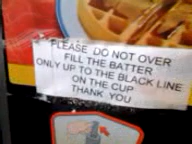 PLEASE DO NOT OVER
FILL THE BATTER
ONLY UP TO THE BLACK LINE
ON THE CUP
THANK YOU